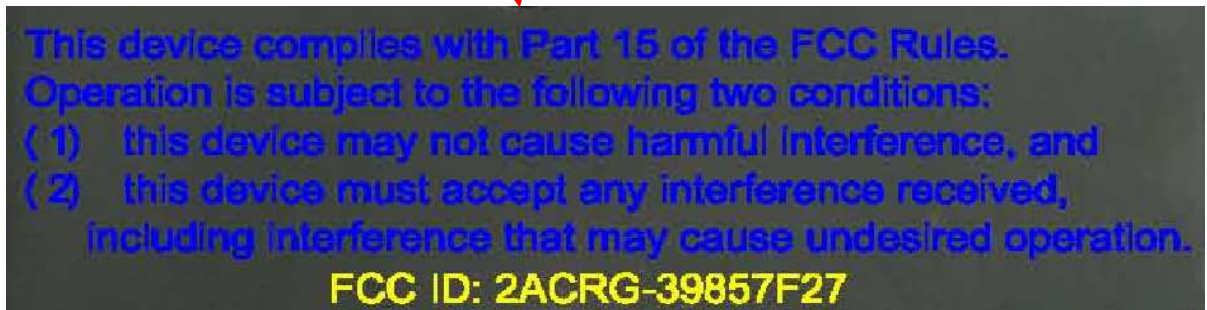 This device complies with Part 15 of the FCC Rules.
Operation is subject to the following two conditions:
(1) this device may not cause harmful interference, and
(2) this device must accept any interference received,
including interference that may cause undesired operation.
FCC ID: 2ACRG-39857F27